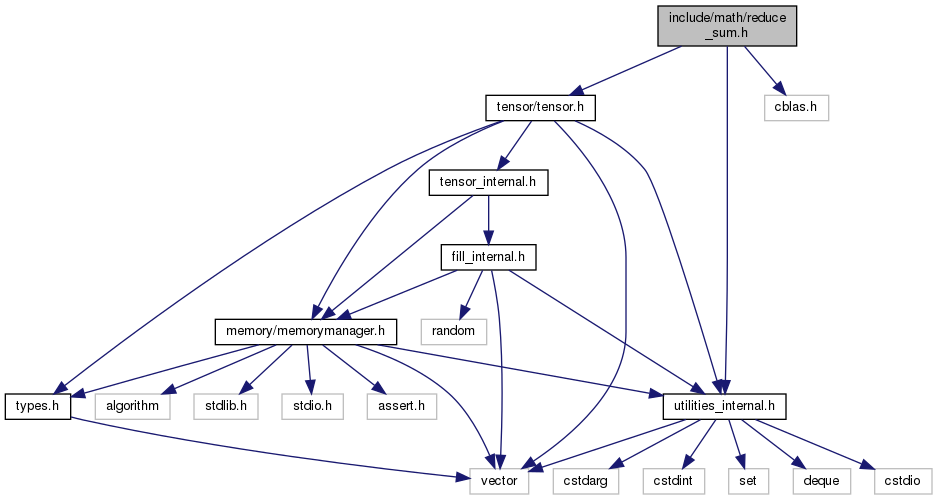 include/math/reduce
_sum.h
tensor/tensor.h
cblas.h
tensor_internal.h
fill_internal.h
memory/memorymanager.h
random
types.h
algorithm
stdlib.h
stdio.h
assert.h
utilities_internal.h
vector
cstdarg
cstdint
set
deque
cstdio